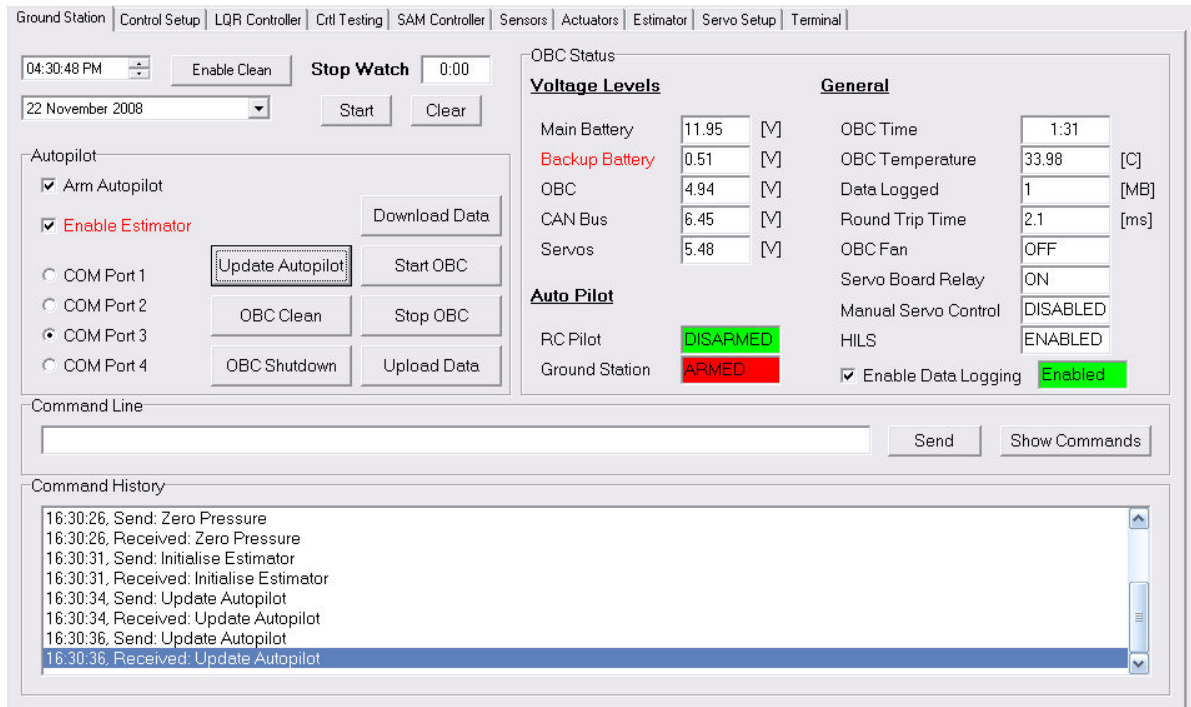 Ground Station Control Setup LQR Controller Crtl Testing SAM Controller Sensors Actuators Estimator Servo Setup Terminal
04:30:48 PM Enable Clean Stop Watch 0:00
22 November 2008 Start Clear
Autopilot
Arm Autopilot
Enable Estimator
Download Data
Update Autopilot Start OBC
COM Port 1
COM Port 2
COM Port 3
COM Port 4
OBC Clean Stop OBC
OBC Shutdown Upload Data
OBC Status
Voltage Levels
Main Battery 11.95 [V]
Backup Battery 0.51 [V]
OBC 4.94 [V]
CAN Bus 6.45 [V]
Servos 5.48 [V]
Auto Pilot
RC Pilot DISARMED
Ground Station ARMED
General
OBC Time 1:31
OBC Temperature 33.98 [C]
Data Logged 1 [MB]
Round Trip Time 2.1 [ms]
OBC Fan OFF
Servo Board Relay ON
Manual Servo Control DISABLED
HILS ENABLED
Enable Data Logging Enabled
Command Line
Send Show Commands
Command History
16:30:26, Send: Zero Pressure
16:30:26, Received: Zero Pressure
16:30:31, Send: Initialise Estimator
16:30:31, Received: Initialise Estimator
16:30:34, Send: Update Autopilot
16:30:34, Received: Update Autopilot
16:30:36, Send: Update Autopilot
16:30:36, Received: Update Autopilot